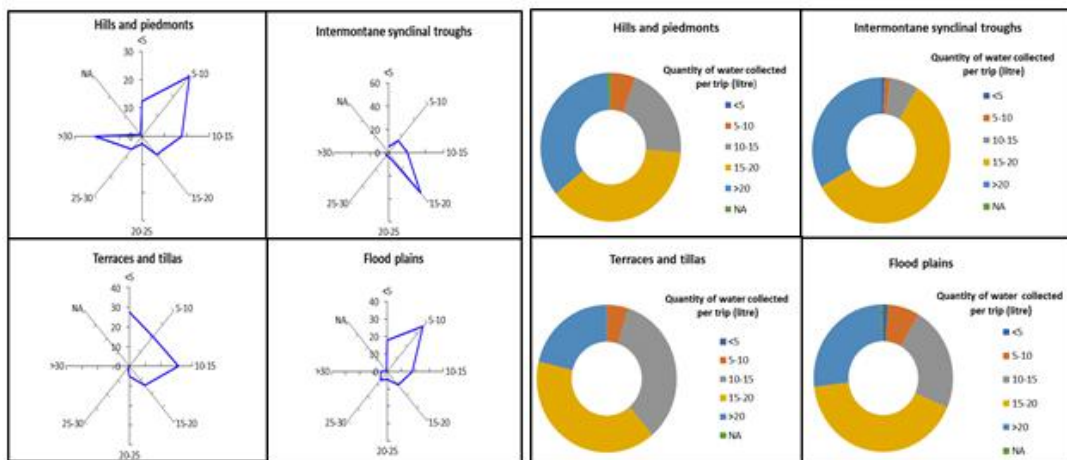 Hills and piedmonts
<5
30
20
10
0
5-10
10-15
15-20
20-25
25-30
>30
NA
Intermontane synclinal troughs
<5
60
40
20
0
5-10
10-15
15-20
20-25
25-30
>30
NA
Terraces and tillas
<5
40
30
20
10
0
5-10
10-15
15-20
20-25
25-30
>30
NA
Flood plains
<5
40
30
20
10
0
5-10
10-15
15-20
20-25
25-30
>30
NA
Hills and piedmonts
Quantity of water collected
per trip (litre)
<5
5-10
10-15
15-20
>20
NA
Intermontane synclinal troughs
Quantity of water collected
per trip (litre)
<5
5-10
10-15
15-20
>20
NA
Terraces and tillas
Quantity of water collected
per trip (litre)
<5
5-10
10-15
15-20
>20
NA
Flood plains
Quantity of water collected
per trip (litre)
<5
5-10
10-15
15-20
>20
NA